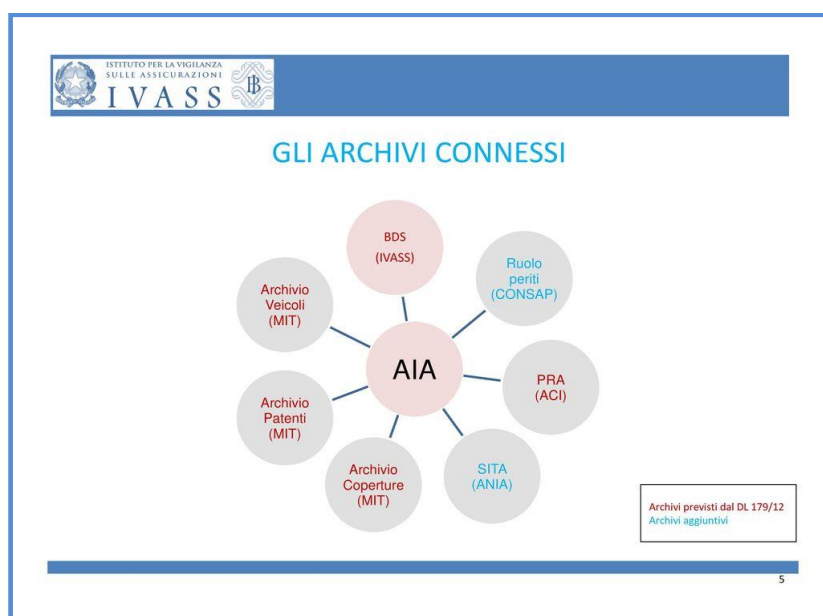 ISTITUTO PER LA VIGILANZA
SULLE ASSICURAZIONI
IVASS
GLI ARCHIVI CONNESSI
BDS
(IVASS)
Ruolo
periti
(CONSAP)
Archivio
Veicoli
(MIT)
AIA
PRA
(ACI)
Archivio
Patenti
(MIT)
Archivio
Coperture
(MIT)
SITA
(ANIA)
Archivi previsti dal DL 179/12
Archivi aggiuntivi
5